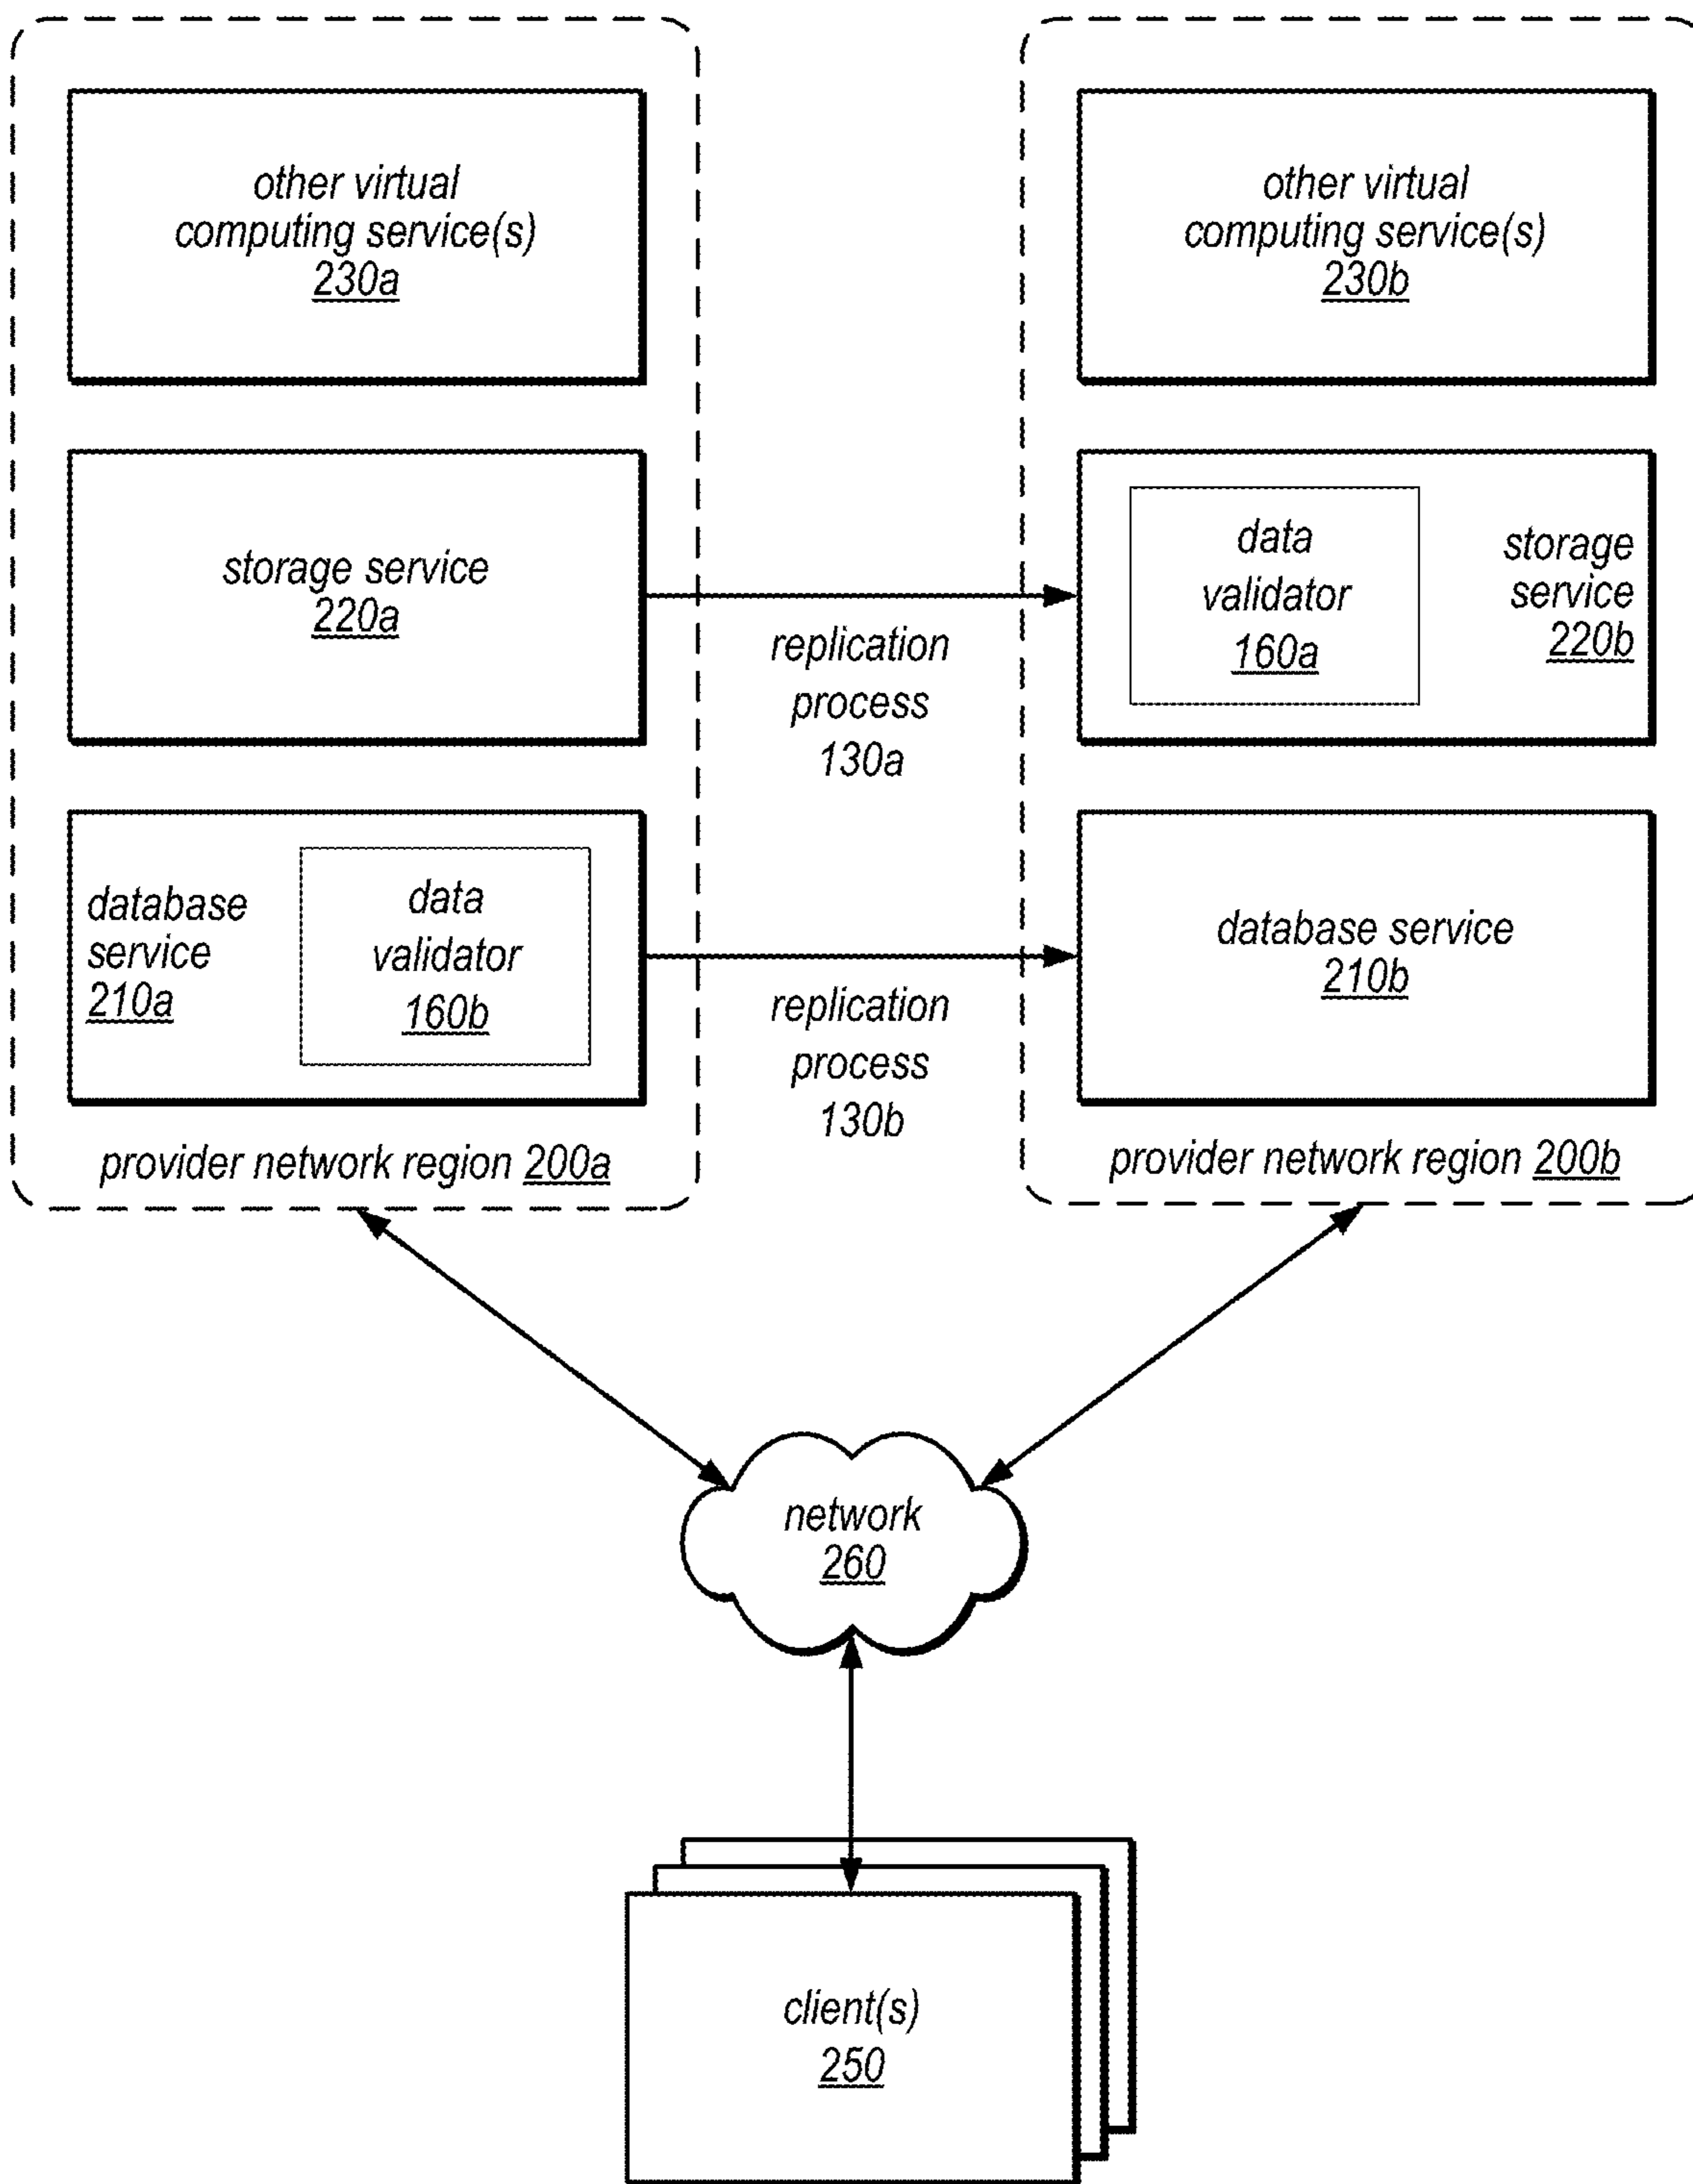 other virtual
computing service(s)
230a
storage service
220a
database
service
210a
data
validator
160b
provider network region 200a
replication
process
130a
replication
process
130b
other virtual
computing service(s)
230b
data
validator
160a
storage
service
220b
database service
210b
provider network region 200b
network
260
client(s)
250